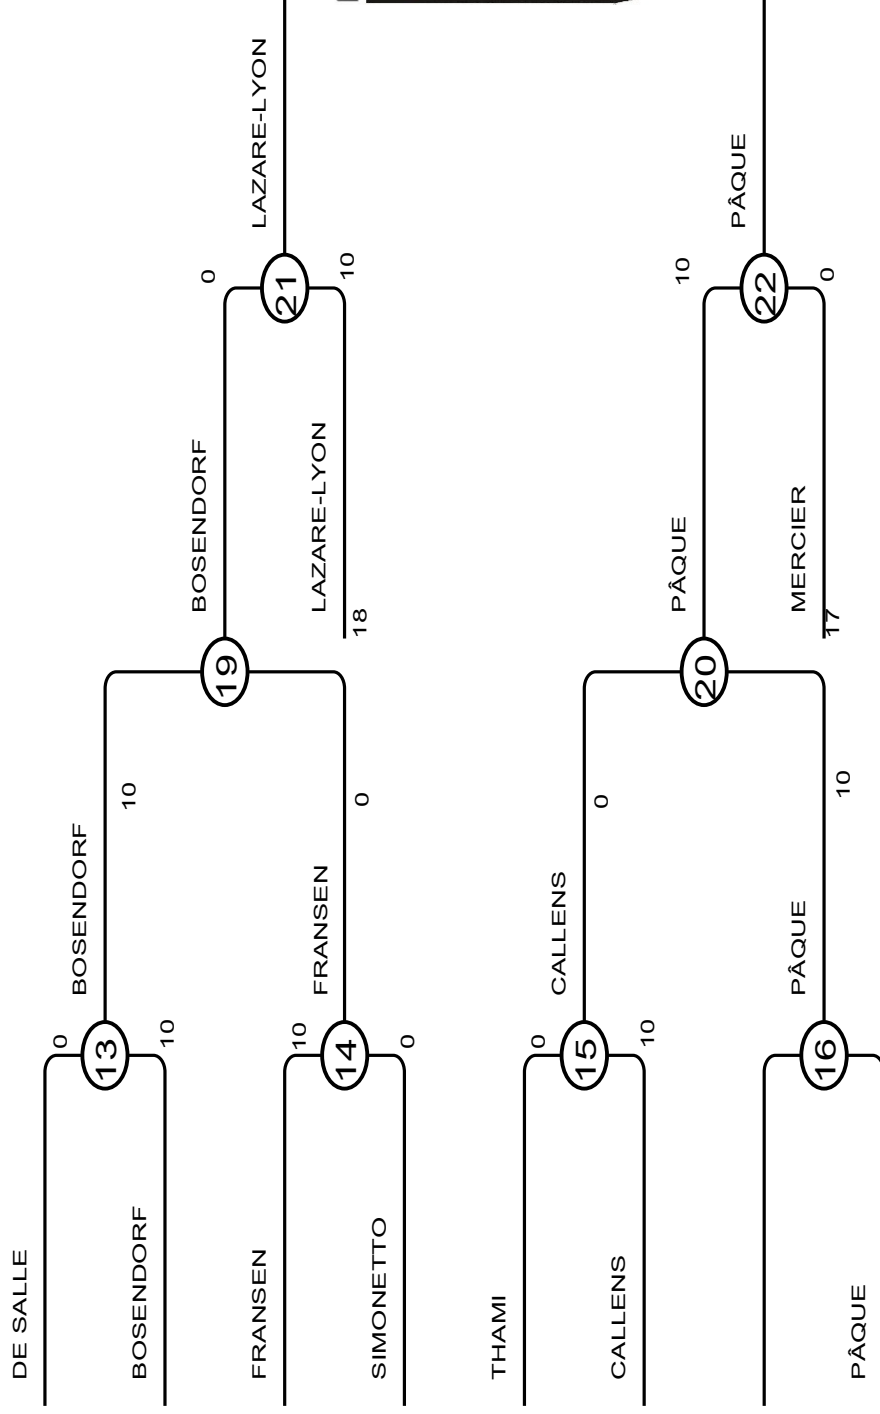 DE SALLE
0
13
10
BOSENDORF
BOSENDORF
10
FRANSEN
10
14
0
SIMONETTO
FRANSEN
0
19
BOSENDORF
0
21
10
LAZARE-LYON
18
LAZARE-LYON
THAMI
0
15
10
CALLENS
CALLENS
0
16
PÂQUE
PÂQUE
10
20
PÂQUE
10
22
0
MERCIER
17
PÂQUE